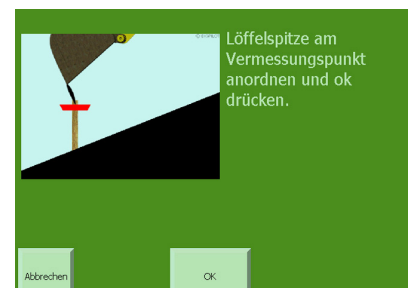 Löffelspitze am
Vermessungspunkt
anordnen und ok
drücken.
Abbrechen
OK